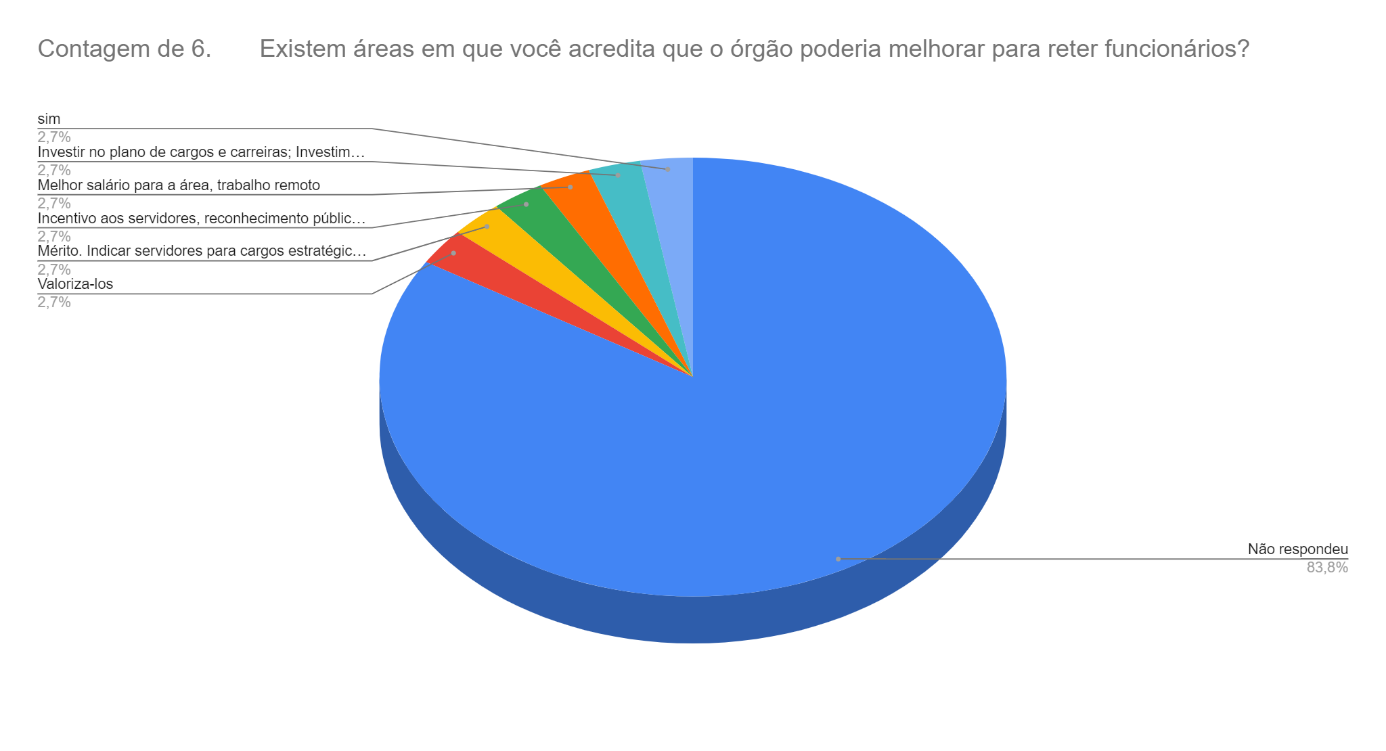 Contagem de 6. Existem áreas em que você acredita que o órgão poderia melhorar para reter funcionários?
sim
2,7%
Investir no plano de cargos e carreiras; Investim…
2,7%
Melhor salário para a área, trabalho remoto
2,7%
Incentivo aos servidores, reconhecimento públic…
2,7%
Mérito. Indicar servidores para cargos estratégic…
2,7%
Valoriza-los
2,7%
Não respondeu
83,8%